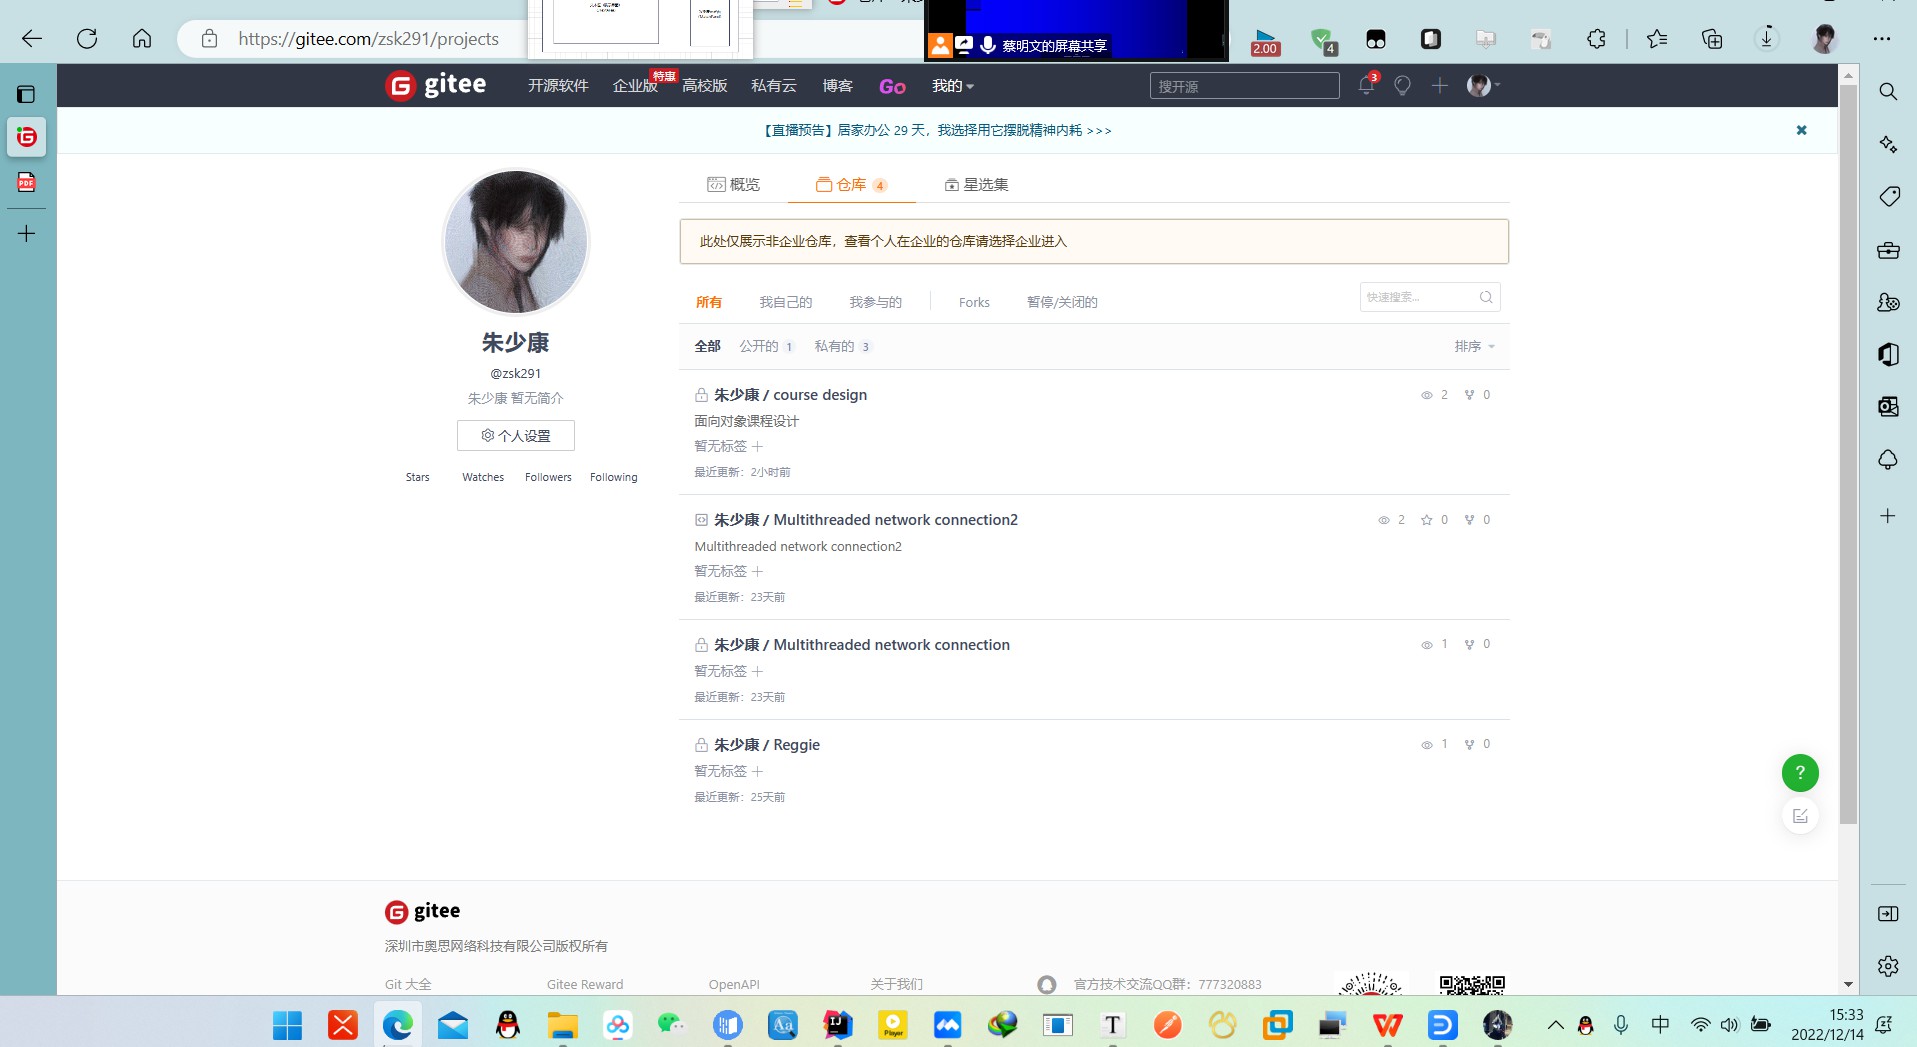 蔡明文的屏幕共享
https://gitee.com/zsk291/projects
2.00
4
gitee
开源软件 企业版 特惠 高校版 私有云 博客 Go 我的
搜开源
3
【直播预告】居家办公 29 天，我选择用它摆脱精神内耗 >>>
概览 仓库 4 星选集
此处仅展示非企业仓库，查看个人在企业的仓库请选择企业进入
所有 我自己的 我参与的 Forks 暂停/关闭的
快速搜索...
朱少康
@zsk291
朱少康 暂无简介
个人设置
Stars Watches Followers Following
全部 公开的 1 私有的 3 排序
朱少康 / course design 2 0
面向对象课程设计
暂无标签
最近更新：2小时前
朱少康 / Multithreaded network connection2 2 0 0
Multithreaded network connection2
暂无标签
最近更新：23天前
朱少康 / Multithreaded network connection 1 0
暂无标签
最近更新：23天前
朱少康 / Reggie 1 0
暂无标签
最近更新：25天前
?
gitee
深圳市奥思网络科技有限公司版权所有
Git 大全 Gitee Reward OpenAPI 关于我们 官方技术交流QQ群：777320883
PDF
Player
中
15:33
2022/12/14